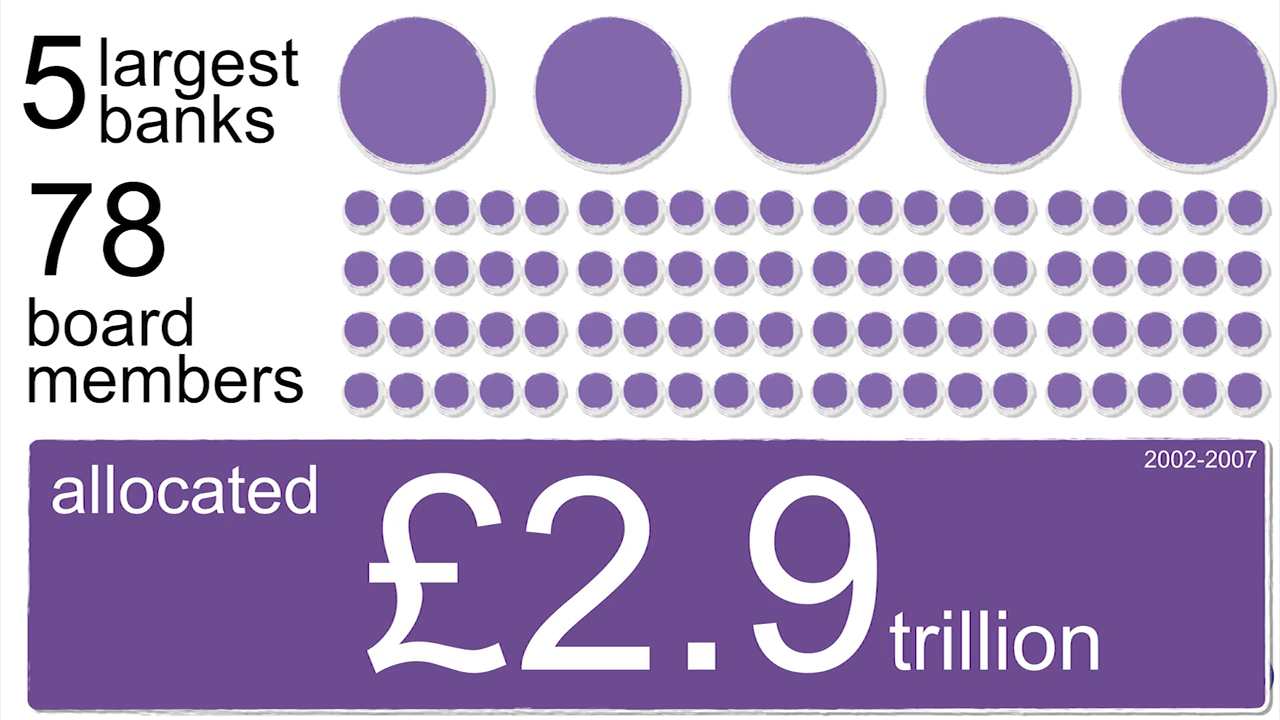 5 largest
banks
78
board
members
2002-2007
allocated £2.9 trillion